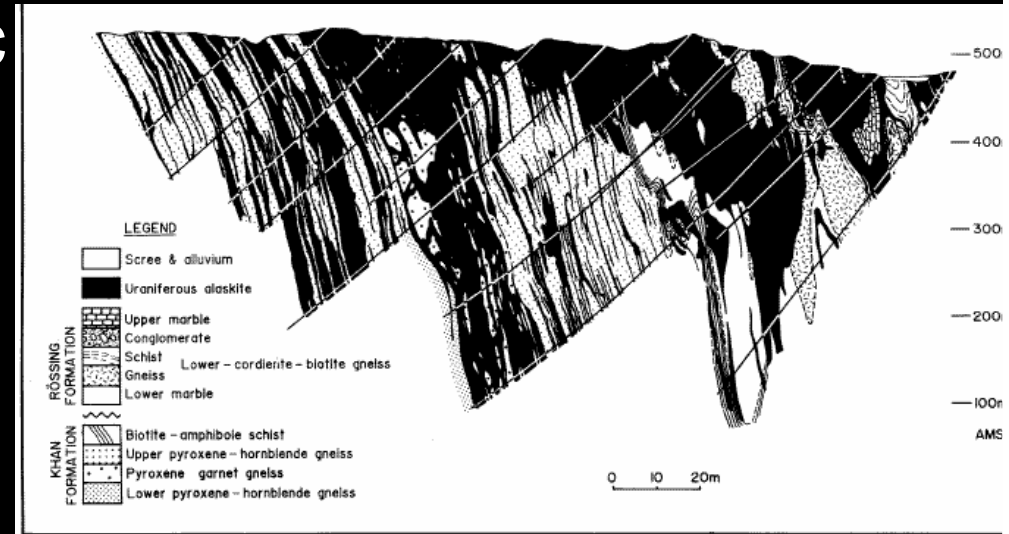 C
500
400
300
200
100m
AMS
LEGEND
Scree & alluvium
Uraniferous alaskite
RÖSSING FORMATION
Upper marble
Conglomerate
Schist
Lower-cordierite-biotite gneiss
Gneiss
Lower marble
KHAN FORMATION
Biotite-amphibole schist
Upper pyroxene-hornblende gneiss
Pyroxene garnet gneiss
Lower pyroxene-hornblende gneiss
0 10 20m